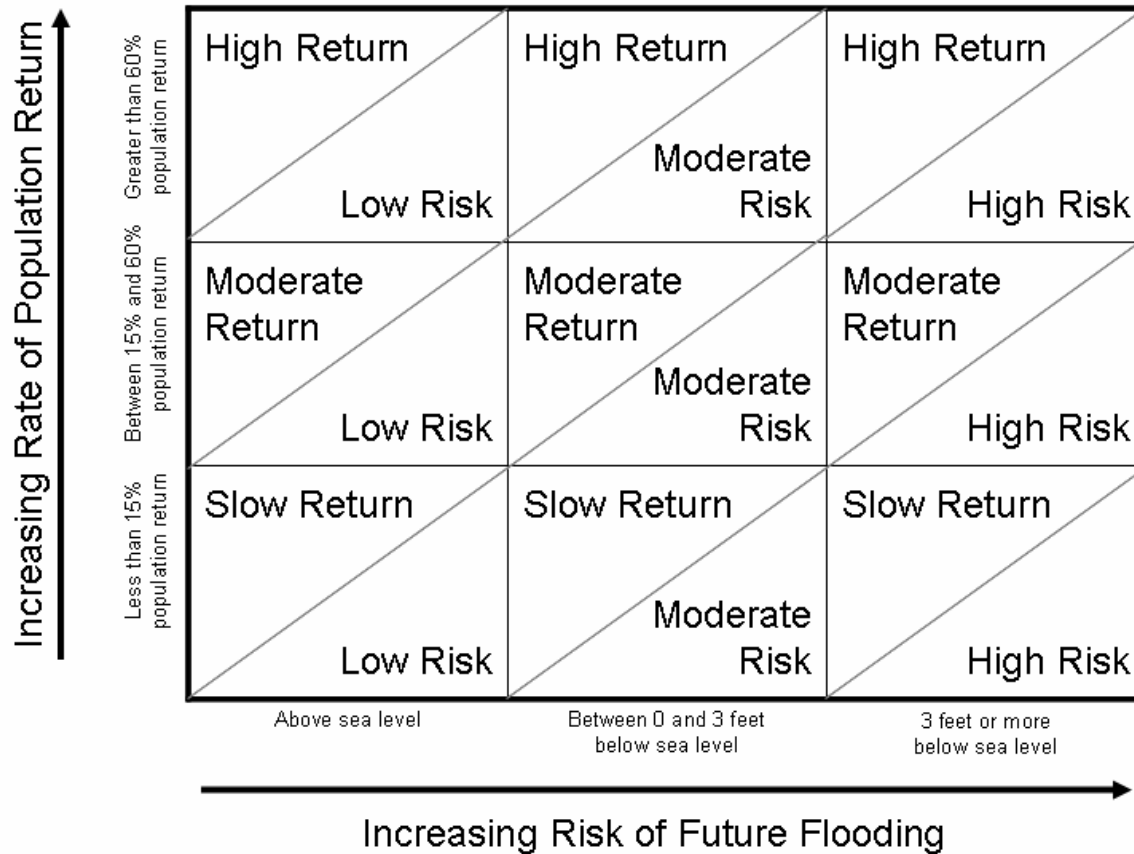 Increasing Rate of Population Return
Greater than 60%
population return
High Return
Low Risk
High Return
Moderate
Risk
High Return
High Risk
Between 15% and 60%
population return
Moderate
Return
Low Risk
Moderate
Return
Moderate
Risk
Moderate
Return
High Risk
Less than 15%
population return
Slow Return
Low Risk
Slow Return
Moderate
Risk
Slow Return
High Risk
Above sea level
Between 0 and 3 feet
below sea level
3 feet or more
below sea level
Increasing Risk of Future Flooding